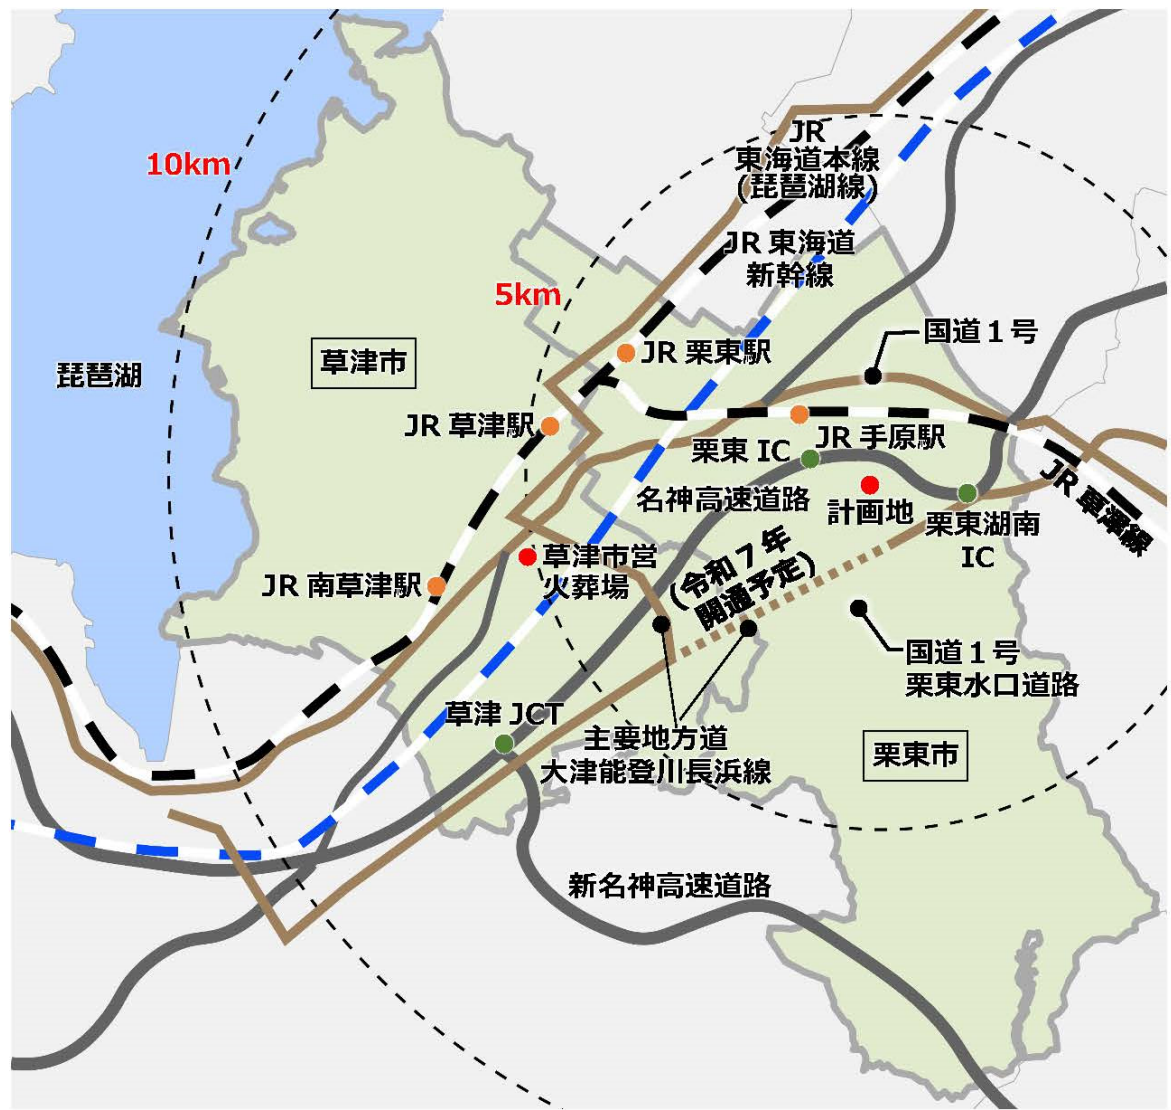 JR
東海道本線
(琵琶湖線)
10km
JR 東海道
新幹線
5km
国道１号
JR 栗東駅
草津市
琵琶湖
JR 草津駅
JR 手原駅
栗東 IC
JR 草津線
名神高速道路
計画地
栗東湖南
IC
草津市営
火葬場
(令和７年
開通予定)
JR 南草津駅
国道１号
栗東水口道路
草津 JCT
主要地方道
大津能登川長浜線
栗東市
新名神高速道路